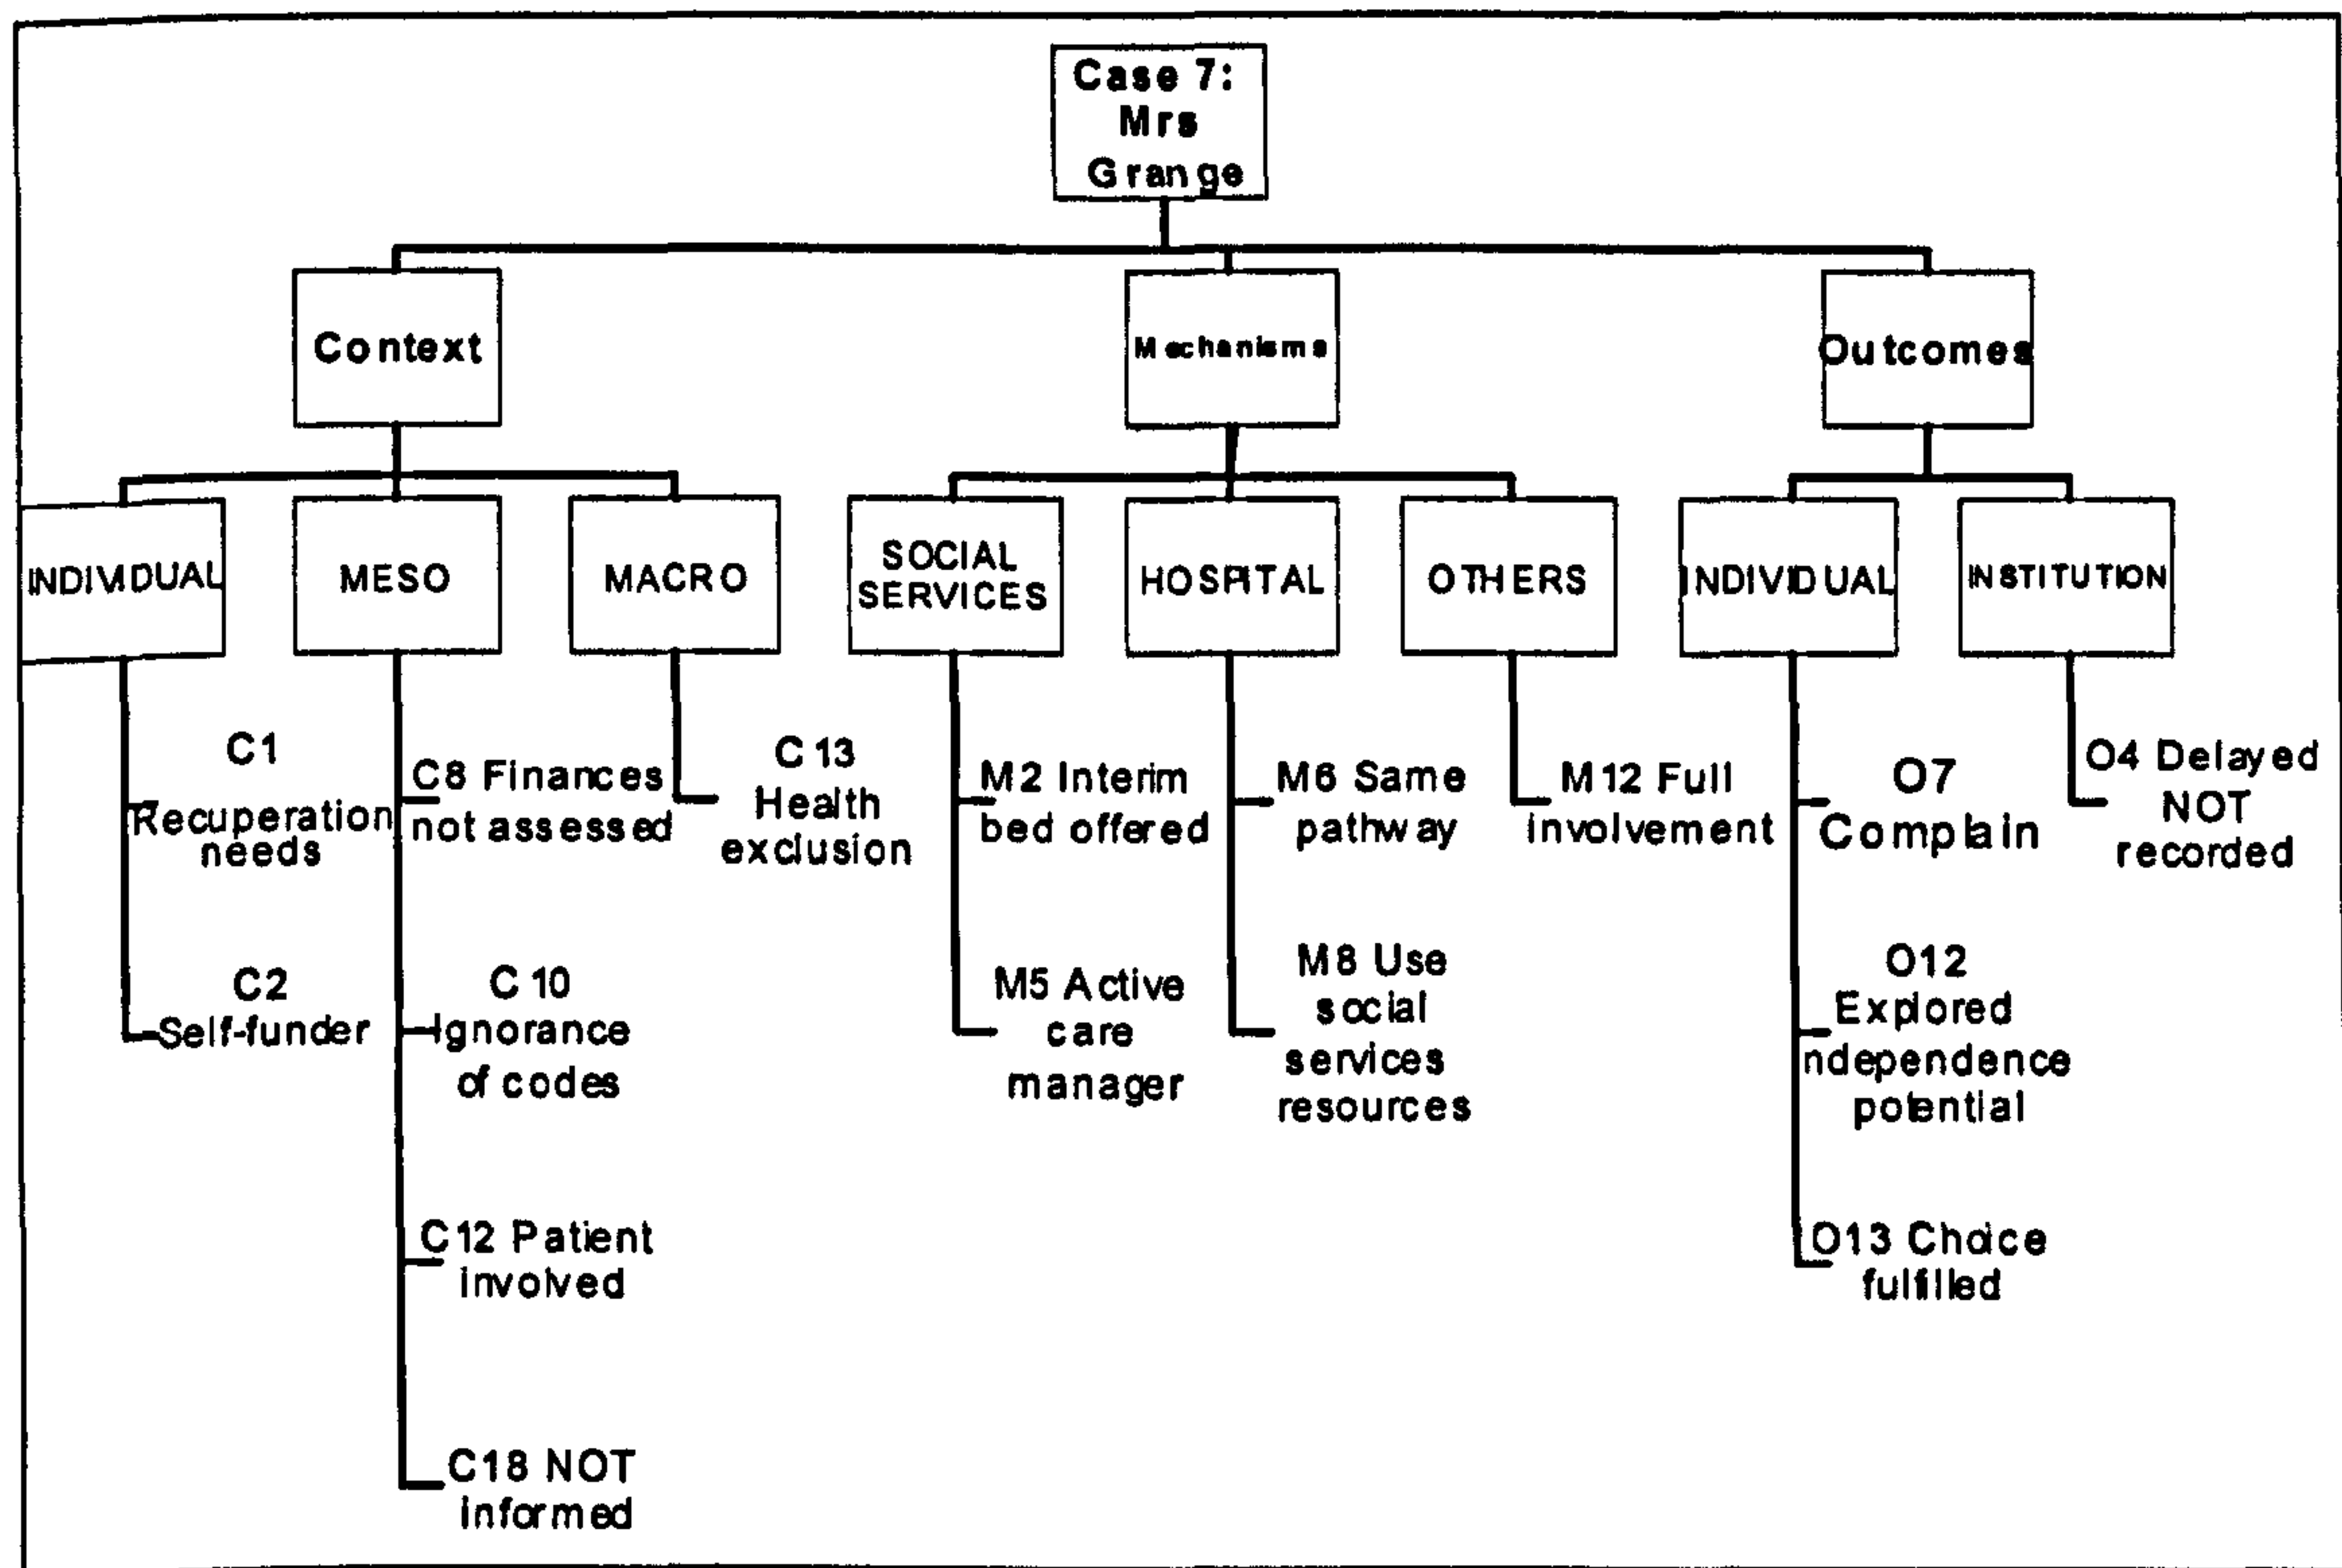 Case 7:
Mrs
Grange
Context
Mechanisms
Outcomes
INDIVIDUAL
MESO
MACRO
SOCIAL
SERVICES
HOSPITAL
OTHERS
INDIVIDUAL
INSTITUTION
C1
Recuperation
needs
C2
Self-funder
C8 Finances
not assessed
C10
Ignorance
of codes
C12 Patient
involved
C18 NOT
informed
C13
Health
exclusion
M2 Interim
bed offered
M5 Active
care
manager
M6 Same
pathway
M8 Use
social
services
resources
M12 Full
involvement
O7
Complain
O12
Explored
ndependence
potential
O13 Choice
fulfilled
O4 Delayed
NOT
recorded